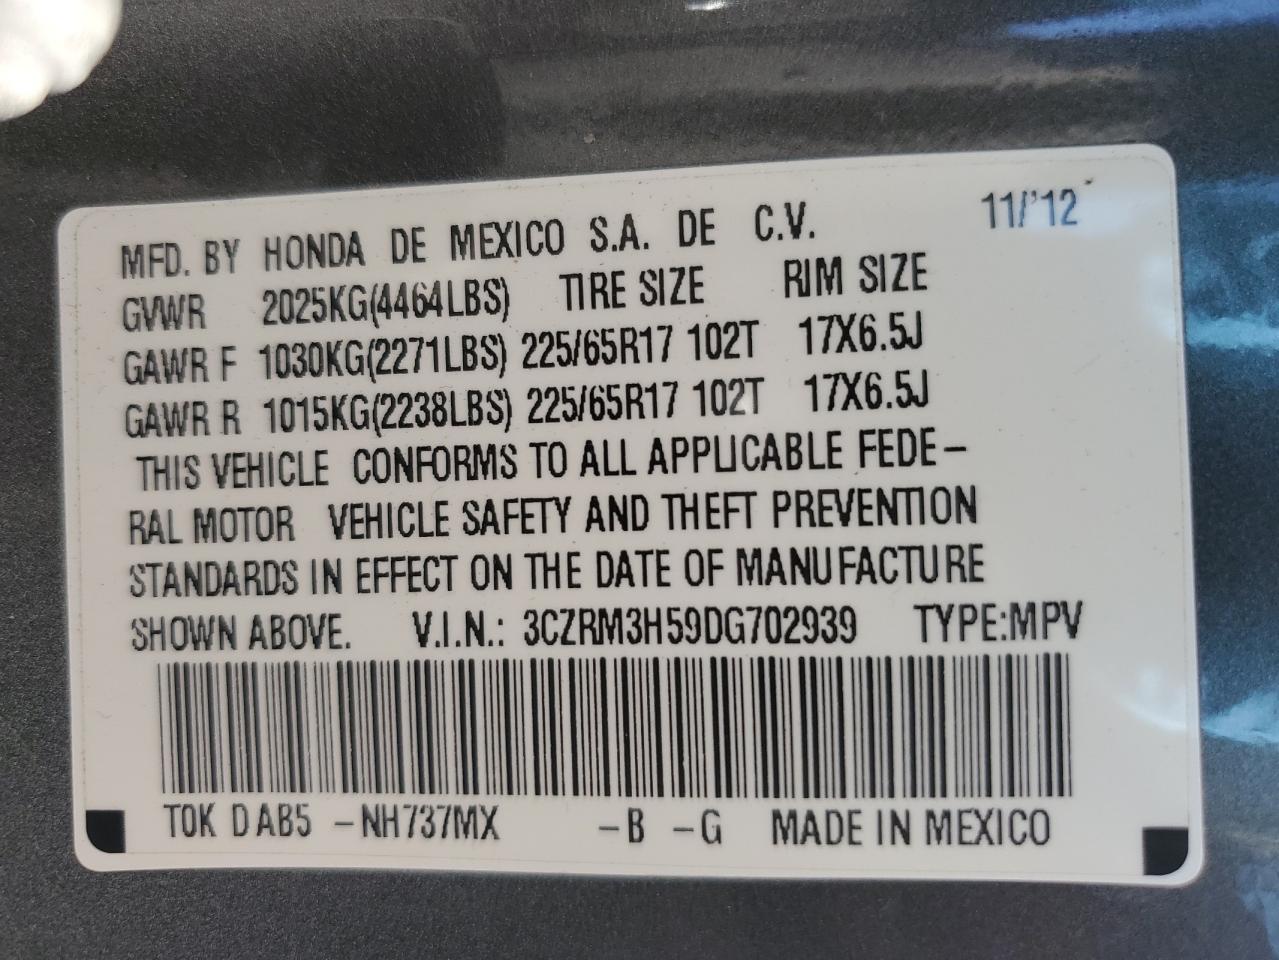 MFD. BY HONDA DE MEXICO S.A. DE C.V. 11/'12
GVWR 2025KG(4464LBS) TIRE SIZE RIM SIZE
GAWR F 1030KG(2271LBS) 225/65R17 102T 17X6.5J
GAWR R 1015KG(2238LBS) 225/65R17 102T 17X6.5J
THIS VEHICLE CONFORMS TO ALL APPLICABLE FEDE-
RAL MOTOR VEHICLE SAFETY AND THEFT PREVENTION
STANDARDS IN EFFECT ON THE DATE OF MANUFACTURE
SHOWN ABOVE. V.I.N.: 3CZRM3H59DG702939 TYPE:MPV
T0K D AB5 -NH737MX -B -G MADE IN MEXICO